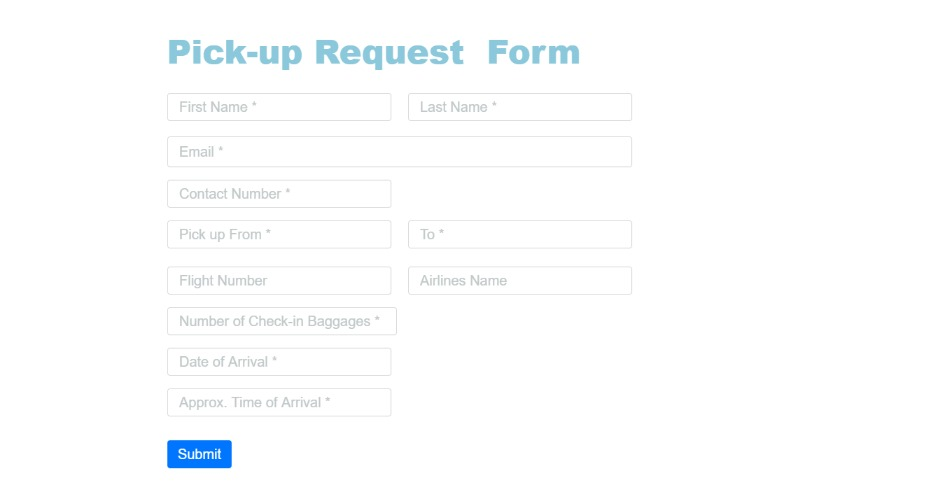 Pick-up Request Form
First Name * Last Name *
Email *
Contact Number *
Pick up From * To *
Flight Number Airlines Name
Number of Check-in Baggages *
Date of Arrival *
Approx. Time of Arrival *
Submit